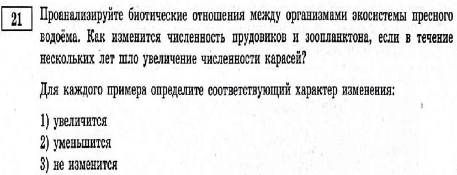 21 Проанализируйте биотические отношения между организмами экосистемы пресного
водоёма. Как изменится численность прудовиков и зоопланктона, если в течение
нескольких лет шло увеличение численности карасей?
Для каждого примера определите соответствующий характер изменения:
1) увеличится
2) уменьшится
3) не изменится